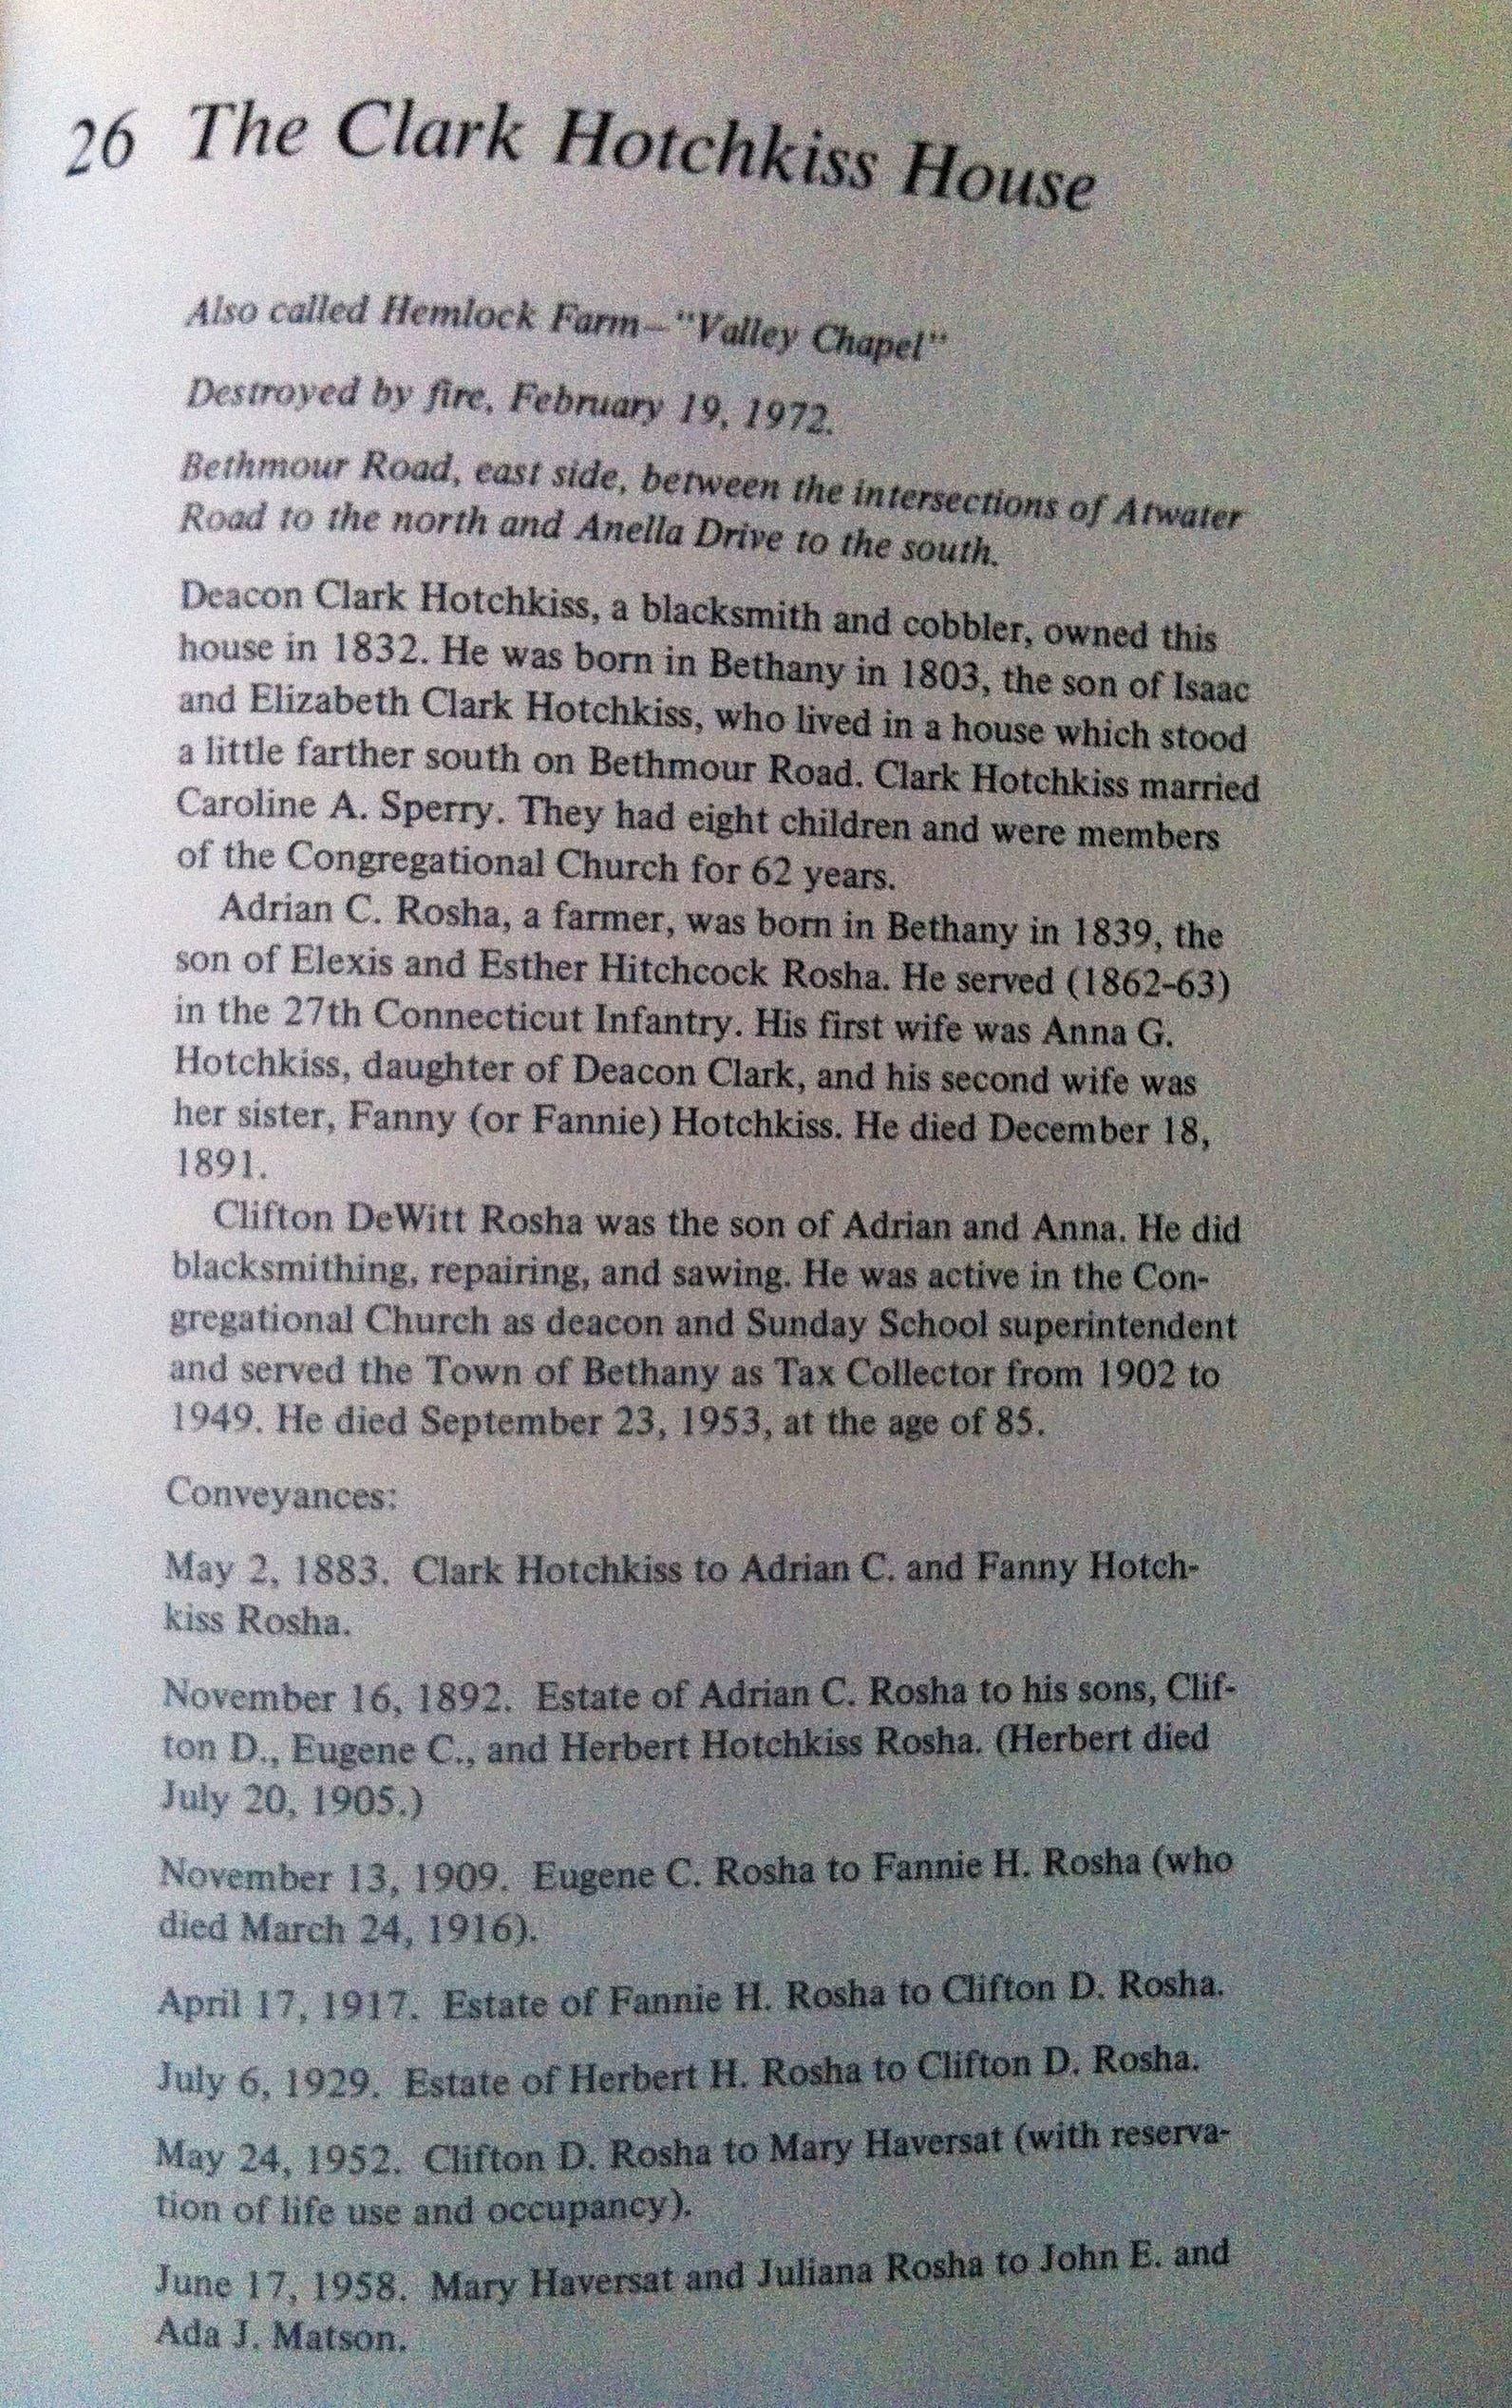 26 The Clark Hotchkiss House
Also called Hemlock Farm—"Valley Chapel"
Destroyed by fire, February 19, 1972.
Bethmour Road, east side, between the intersections of Atwater
Road to the north and Anella Drive to the south.
Deacon Clark Hotchkiss, a blacksmith and cobbler, owned this
house in 1832. He was born in Bethany in 1803, the son of Isaac
and Elizabeth Clark Hotchkiss, who lived in a house which stood
a little farther south on Bethmour Road. Clark Hotchkiss married
Caroline A. Sperry. They had eight children and were members
of the Congregational Church for 62 years.
Adrian C. Rosha, a farmer, was born in Bethany in 1839, the
son of Elexis and Esther Hitchcock Rosha. He served (1862-63)
in the 27th Connecticut Infantry. His first wife was Anna G.
Hotchkiss, daughter of Deacon Clark, and his second wife was
her sister, Fanny (or Fannie) Hotchkiss. He died December 18,
1891.
Clifton DeWitt Rosha was the son of Adrian and Anna. He did
blacksmithing, repairing, and sawing. He was active in the Con-
gregational Church as deacon and Sunday School superintendent
and served the Town of Bethany as Tax Collector from 1902 to
1949. He died September 23, 1953, at the age of 85.
Conveyances:
May 2, 1883. Clark Hotchkiss to Adrian C. and Fanny Hotch-
kiss Rosha.
November 16, 1892. Estate of Adrian C. Rosha to his sons, Clif-
ton D., Eugene C., and Herbert Hotchkiss Rosha. (Herbert died
July 20, 1905.)
November 13, 1909. Eugene C. Rosha to Fannie H. Rosha (who
died March 24, 1916).
April 17, 1917. Estate of Fannie H. Rosha to Clifton D. Rosha.
July 6, 1929. Estate of Herbert H. Rosha to Clifton D. Rosha.
May 24, 1952. Clifton D. Rosha to Mary Haversat (with reserva-
tion of life use and occupancy).
June 17, 1958. Mary Haversat and Juliana Rosha to John E. and
Ada J. Matson.